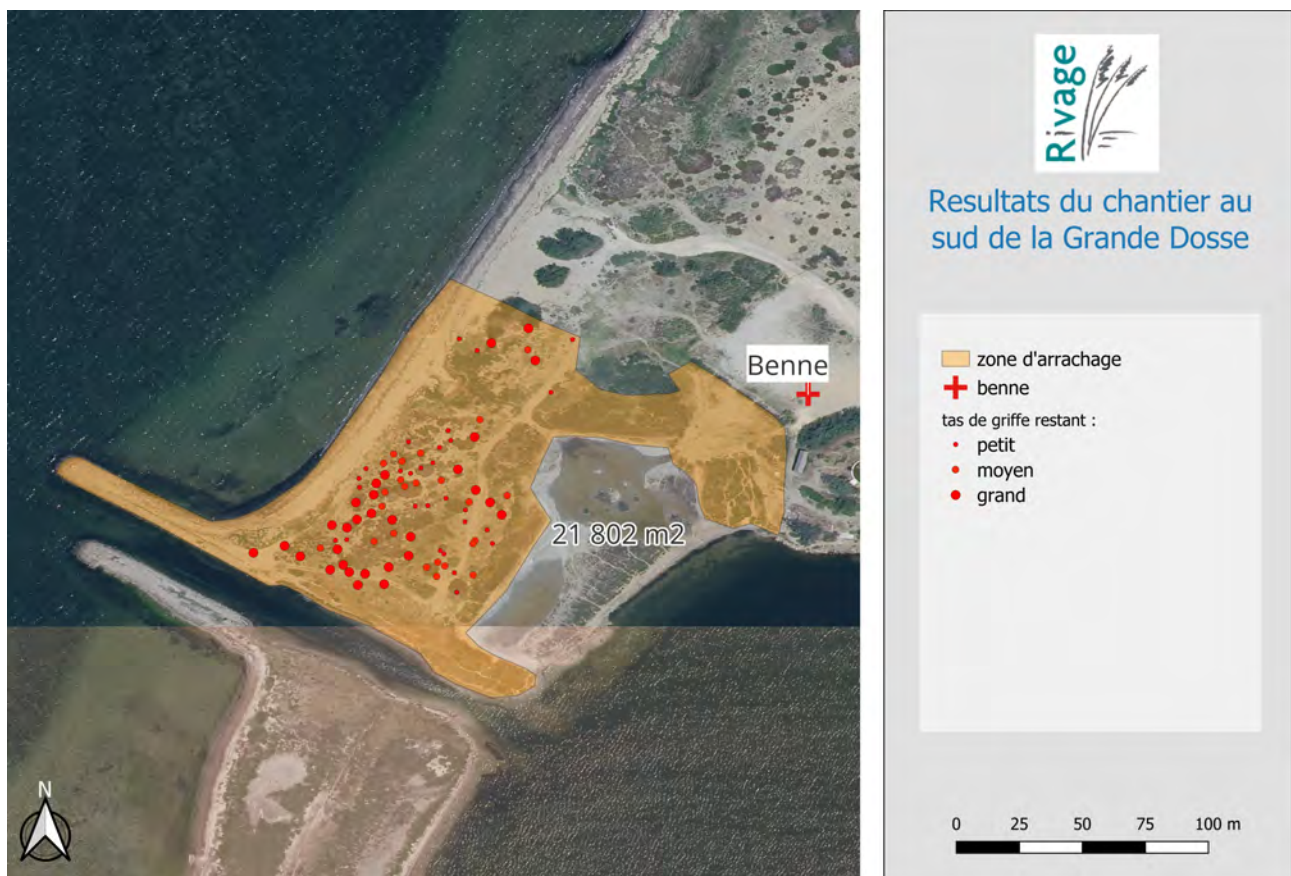 Benne
21 802 m2
N
Rivage
Resultats du chantier au
sud de la Grande Dosse
zone d'arrachage
benne
tas de griffe restant :
petit
moyen
grand
0 25 50 75 100 m